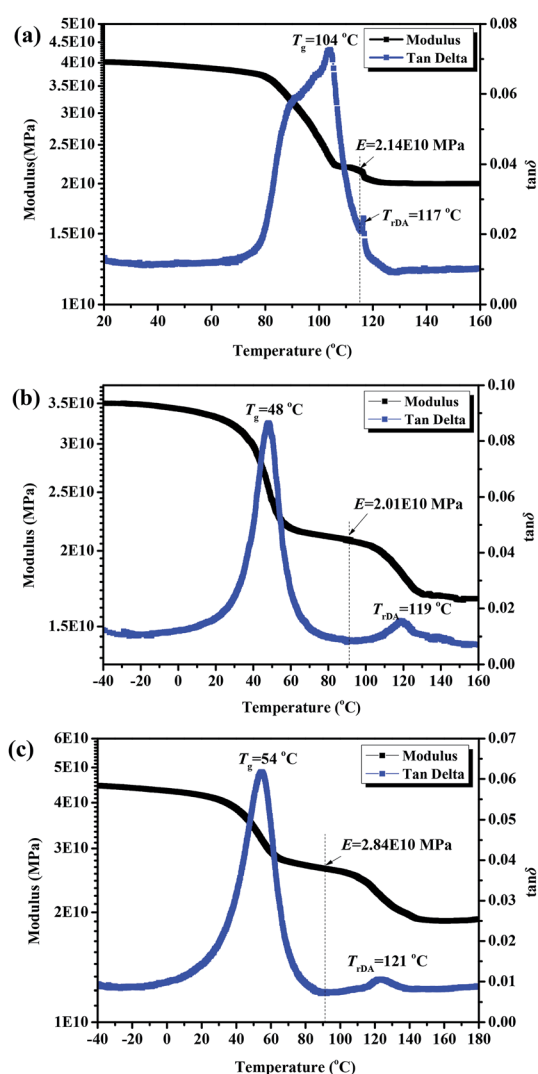 (a)
5E10
4.5E10
4E10
3.5E10
3E10
2.5E10
2E10
1.5E10
1E10
Modulus(MPa)
Tg=104 °C
Modulus
Tan Delta
E=2.14E10 MPa
TrDA=117 °C
0.08
0.06
0.04
0.02
0.00
tanδ
20 40 60 80 100 120 140 160
Temperature (°C)
(b)
3.5E10
3E10
2.5E10
2E10
1.5E10
Modulus (MPa)
Tg=48 °C
Modulus
Tan Delta
E=2.01E10 MPa
TrDA=119 °C
0.10
0.08
0.06
0.04
0.02
0.00
tanδ
-40 -20 0 20 40 60 80 100 120 140 160
Temperature (°C)
(c)
6E10
5E10
4E10
3E10
2E10
1E10
Modulus (MPa)
Tg=54 °C
Modulus
Tan Delta
E=2.84E10 MPa
TrDA=121 °C
0.07
0.06
0.05
0.04
0.03
0.02
0.01
0.00
tanδ
-40 -20 0 20 40 60 80 100 120 140 160 180
Temperature (°C)